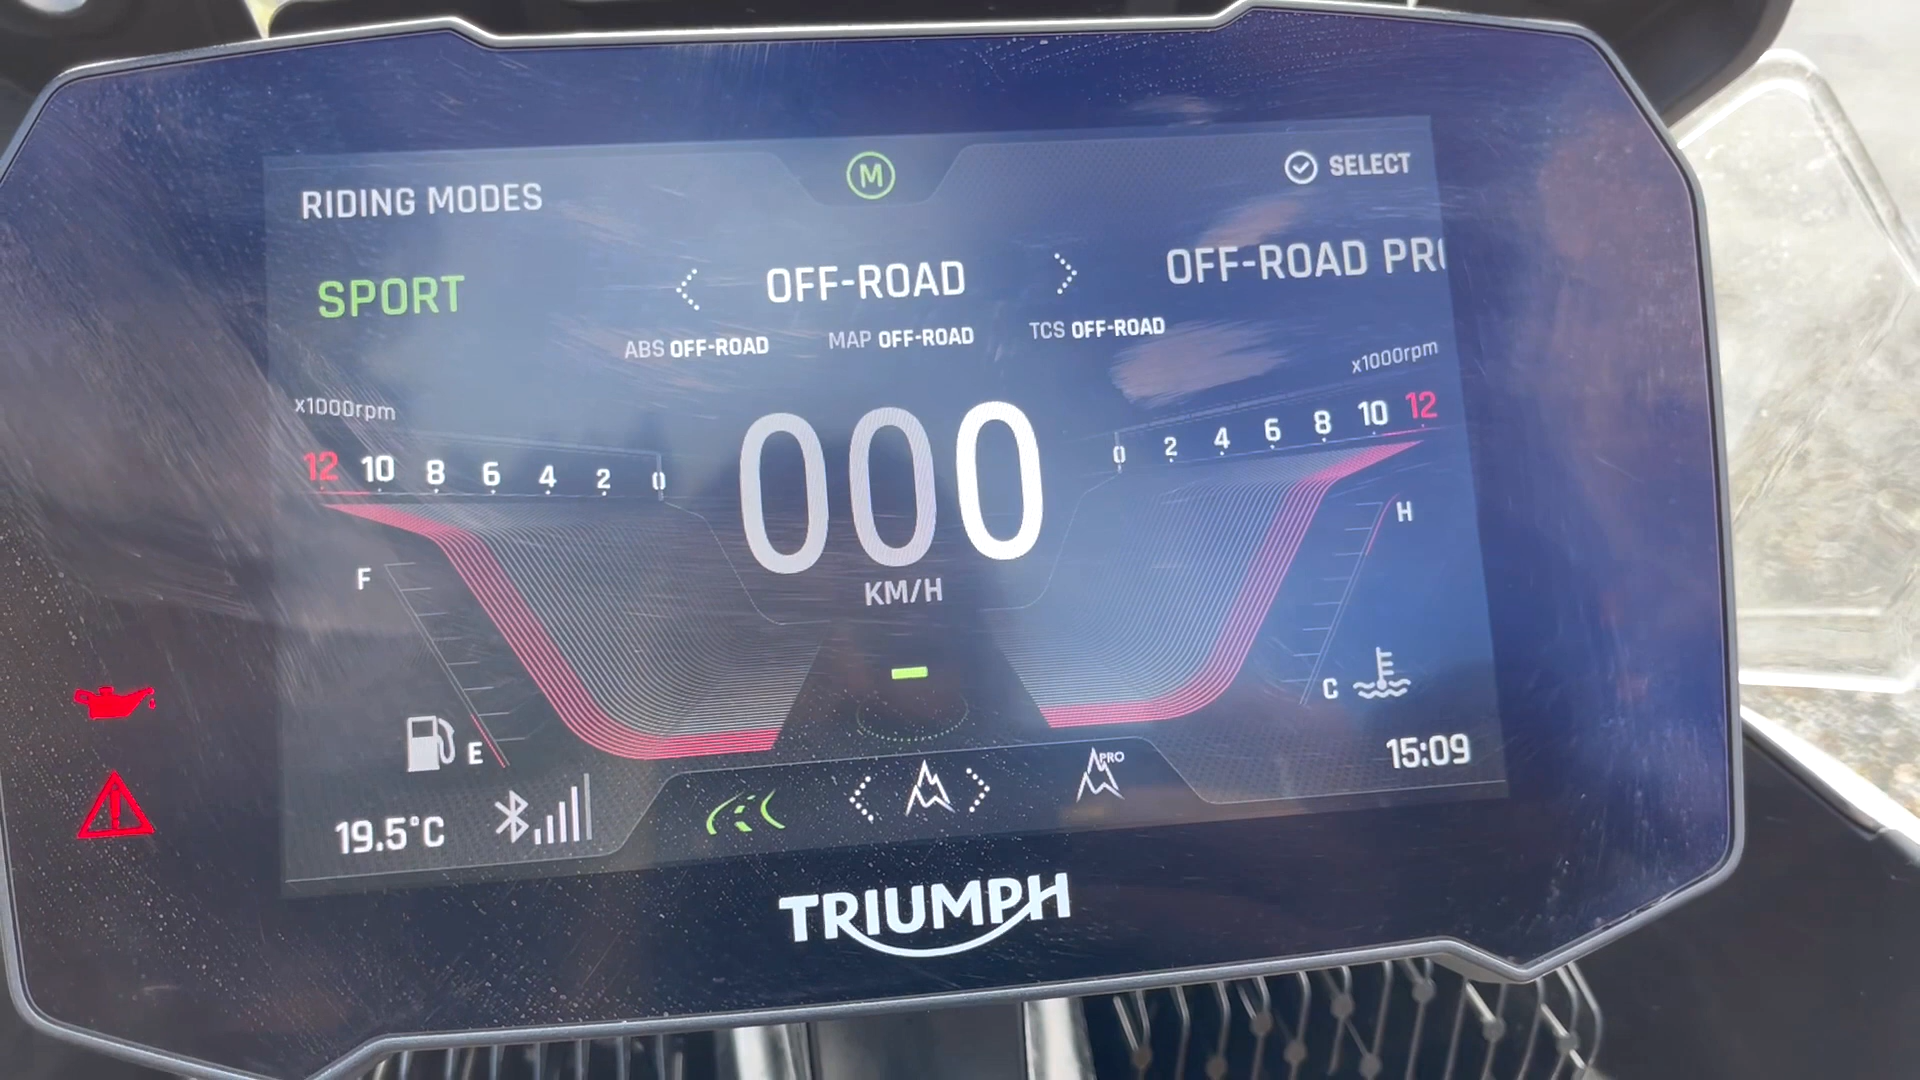 M
RIDING MODES
SELECT
SPORT
OFF-ROAD
OFF-ROAD PRO
ABS OFF-ROAD
MAP OFF-ROAD
TCS OFF-ROAD
x1000rpm
x1000rpm
12 10 8 6 4 2 0
0 2 4 6 8 10 12
000
KM/H
F
H
E
C
PRO
15:09
19.5°C
TRIUMPH